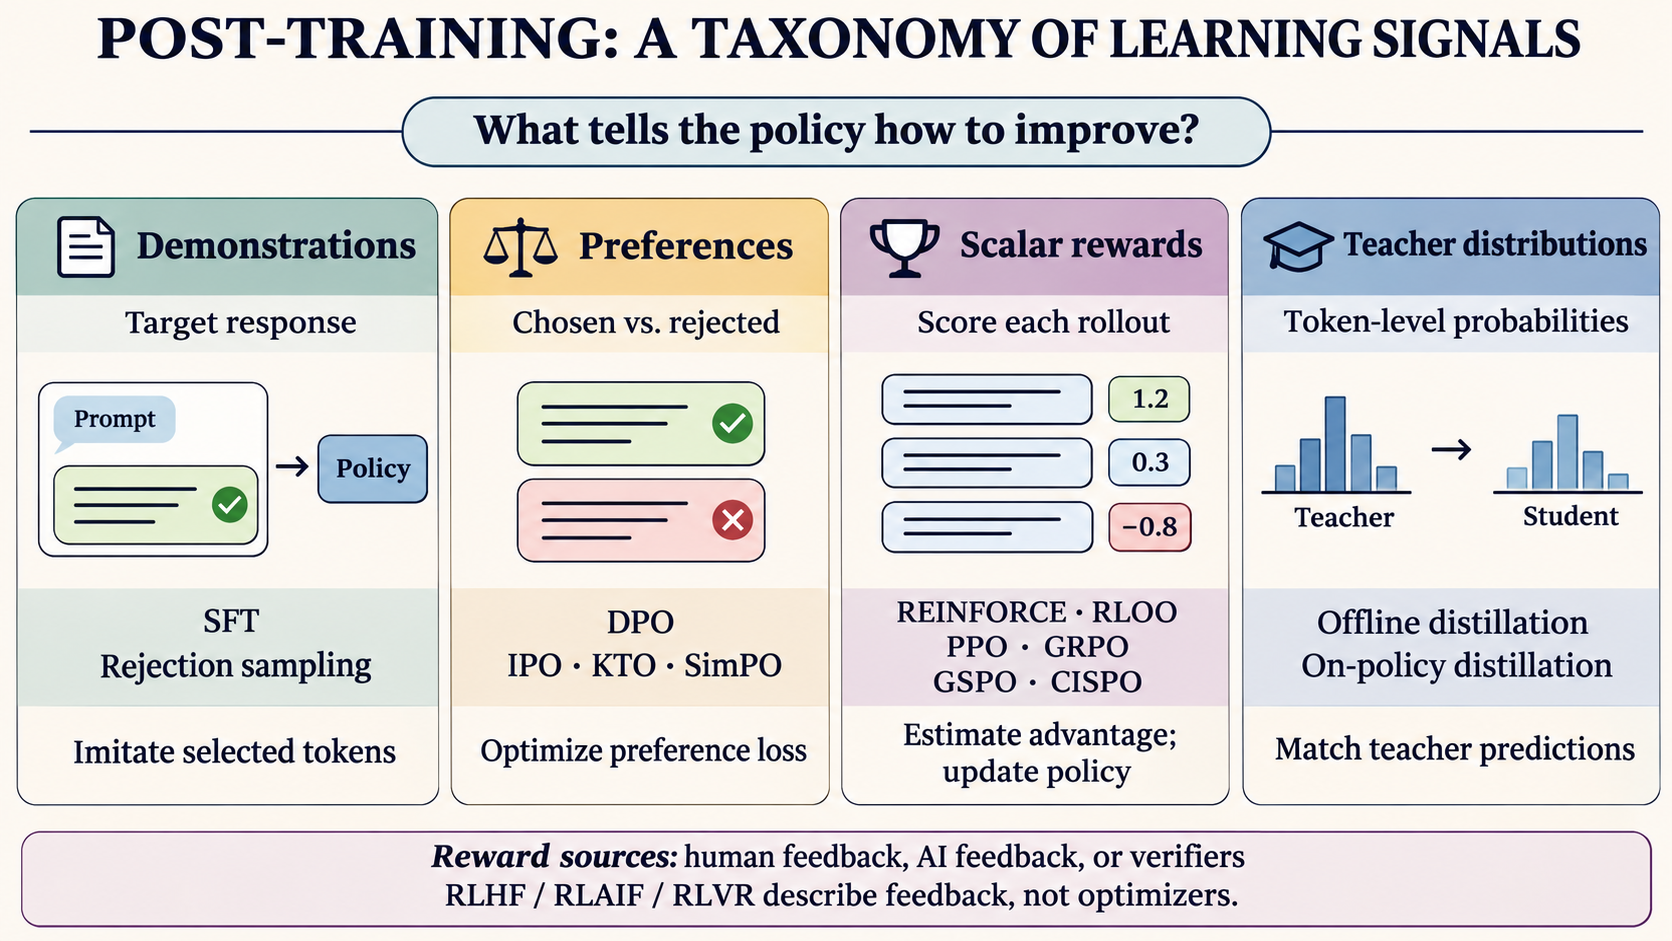 POST-TRAINING: A TAXONOMY OF LEARNING SIGNALS
What tells the policy how to improve?
Demonstrations
Target response
Prompt
Policy
SFT
Rejection sampling
Imitate selected tokens
Preferences
Chosen vs. rejected
DPO
IPO · KTO · SimPO
Optimize preference loss
Scalar rewards
Score each rollout
1.2
0.3
−0.8
REINFORCE · RLOO
PPO · GRPO
GSPO · CISPO
Estimate advantage;
update policy
Teacher distributions
Token-level probabilities
Teacher
Student
Offline distillation
On-policy distillation
Match teacher predictions
Reward sources: human feedback, AI feedback, or verifiers
RLHF / RLAIF / RLVR describe feedback, not optimizers.